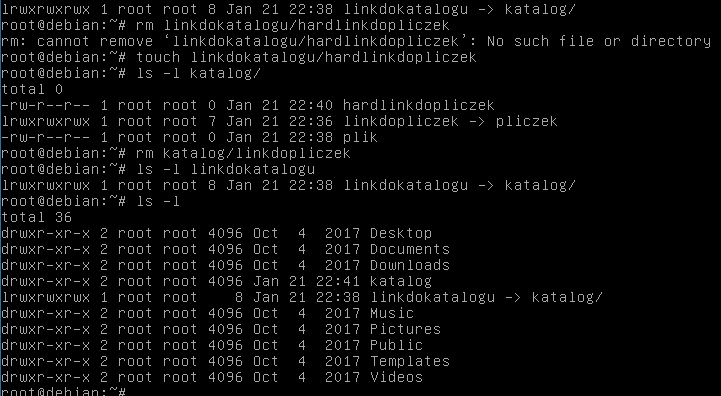 lrwxrwxrwx 1 root root 8 Jan 21 22:38 linkdokatalogu -> katalog/
root@debian:~# rm linkdokatalogu/hardlinkdopliczek
rm: cannot remove ‘linkdokatalogu/hardlinkdopliczek’: No such file or directory
root@debian:~# touch linkdokatalogu/hardlinkdopliczek
root@debian:~# ls -l katalog/
total 0
-rw-r--r-- 1 root root 0 Jan 21 22:40 hardlinkdopliczek
lrwxrwxrwx 1 root root 7 Jan 21 22:36 linkdopliczek -> pliczek
-rw-r--r-- 1 root root 0 Jan 21 22:38 plik
root@debian:~# rm katalog/linkdopliczek
root@debian:~# ls -l linkdokatalogu
lrwxrwxrwx 1 root root 8 Jan 21 22:38 linkdokatalogu -> katalog/
root@debian:~# ls -l
total 36
drwxr-xr-x 2 root root 4096 Oct  4  2017 Desktop
drwxr-xr-x 2 root root 4096 Oct  4  2017 Documents
drwxr-xr-x 2 root root 4096 Oct  4  2017 Downloads
drwxr-xr-x 2 root root 4096 Jan 21 22:41 katalog
lrwxrwxrwx 1 root root    8 Jan 21 22:38 linkdokatalogu -> katalog/
drwxr-xr-x 2 root root 4096 Oct  4  2017 Music
drwxr-xr-x 2 root root 4096 Oct  4  2017 Pictures
drwxr-xr-x 2 root root 4096 Oct  4  2017 Public
drwxr-xr-x 2 root root 4096 Oct  4  2017 Templates
drwxr-xr-x 2 root root 4096 Oct  4  2017 Videos
root@debian:~#